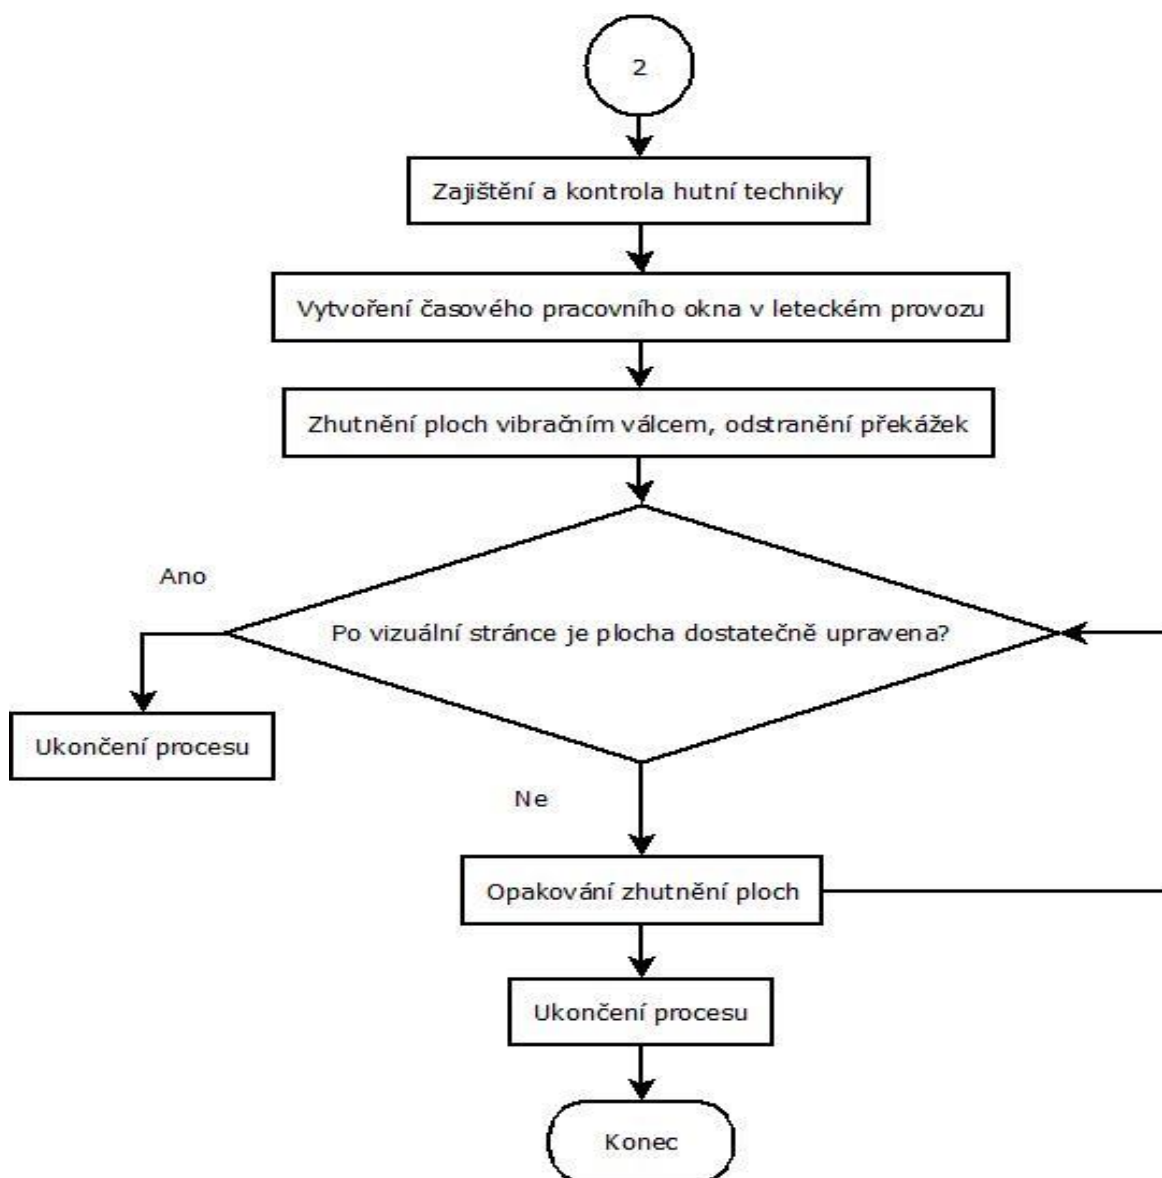 2
Zajištění a kontrola hutní techniky
Vytvoření časového pracovního okna v leteckém provozu
Zhutnění ploch vibračním válcem, odstranění překážek
Ano
Po vizuální stránce je plocha dostatečně upravena?
Ukončení procesu
Ne
Opakování zhutnění ploch
Ukončení procesu
Konec